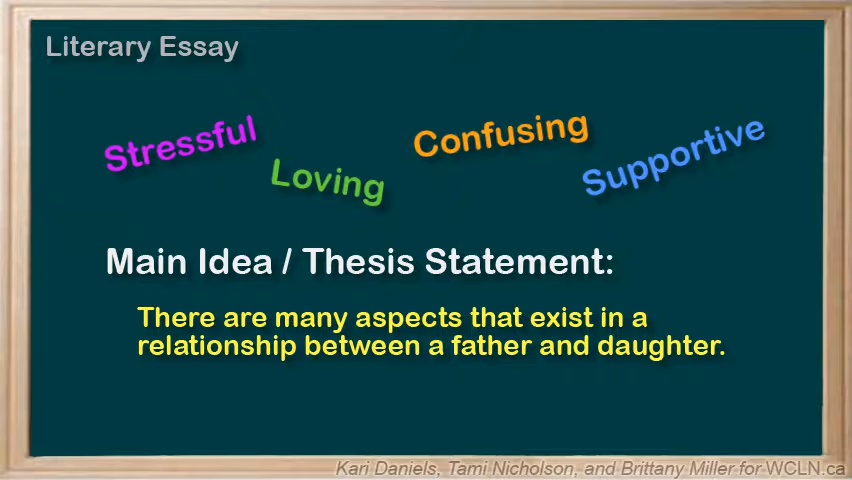 Literary Essay
Stressful
Loving
Confusing
Supportive
Main Idea / Thesis Statement:
There are many aspects that exist in a
relationship between a father and daughter.
Kari Daniels, Tami Nicholson, and Brittany Miller for WCLN.ca